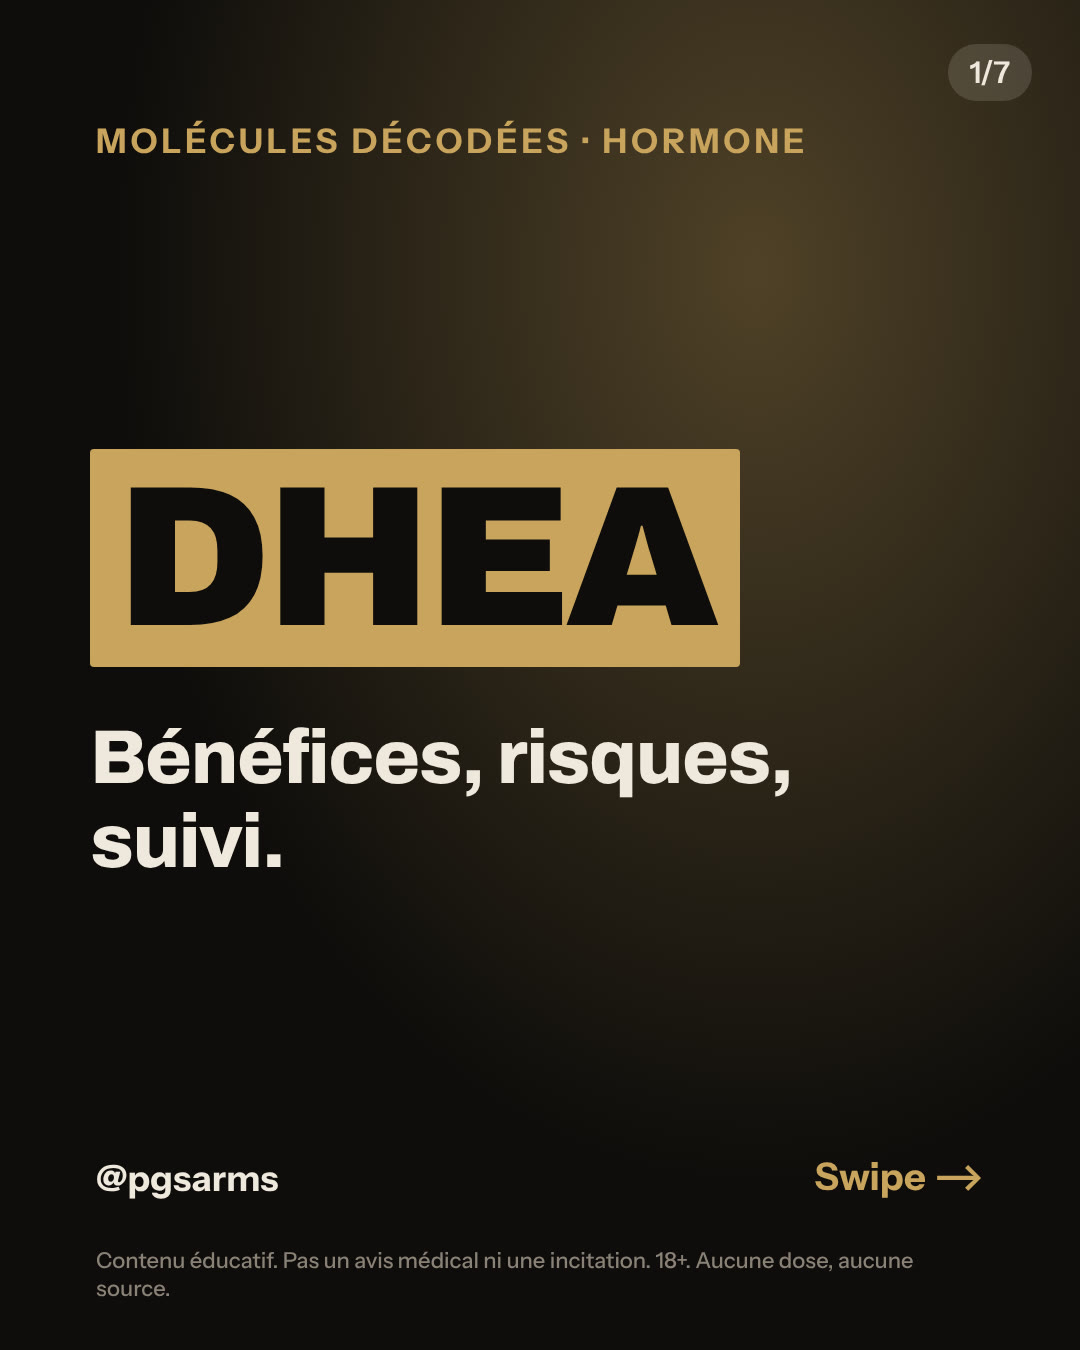 1/7
MOLÉCULES DÉCODÉES · HORMONE
DHEA
Bénéfices, risques,
suivi.
@pgsarms
Swipe →
Contenu éducatif. Pas un avis médical ni une incitation. 18+. Aucune dose, aucune
source.